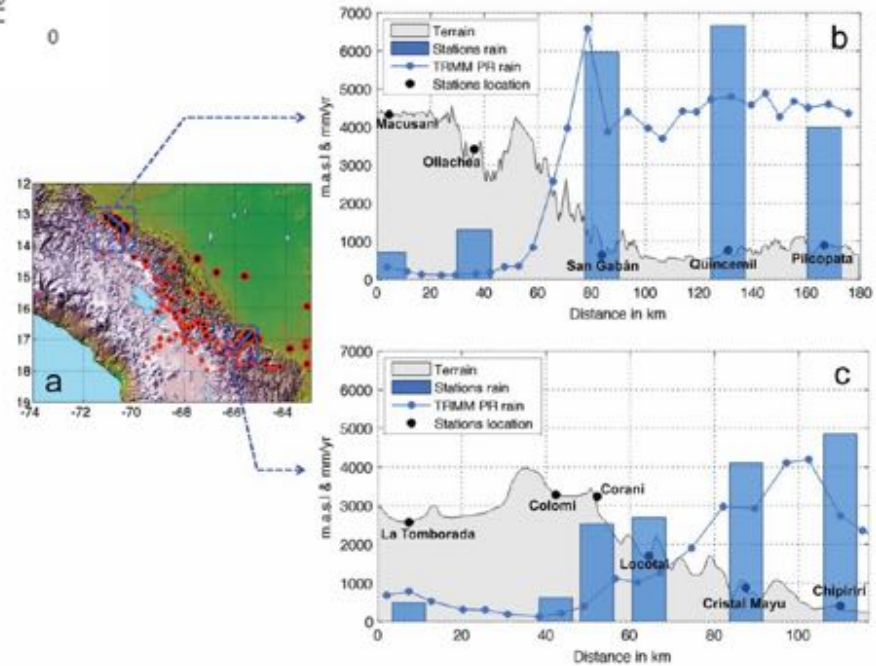 0
b
7000
6000
5000
4000
3000
2000
1000
0
m.a.s.l & mm/yr
Terrain
Stations rain
TRMM PR rain
Stations location
Macusani
Ollachea
San Gabán
Quincemil
Pilcopata
0 20 40 60 80 100 120 140 160 180
Distance in km
12
13
14
15
16
17
18
19
a
-74 -72 -70 -68 -66 -64
c
7000
6000
5000
4000
3000
2000
1000
0
m.a.s.l & mm/yr
Terrain
Stations rain
TRMM PR rain
Stations location
La Tomborada
Colomi
Corani
Locotal
Cristal Mayu
Chipiriri
0 20 40 60 80 100
Distance in km